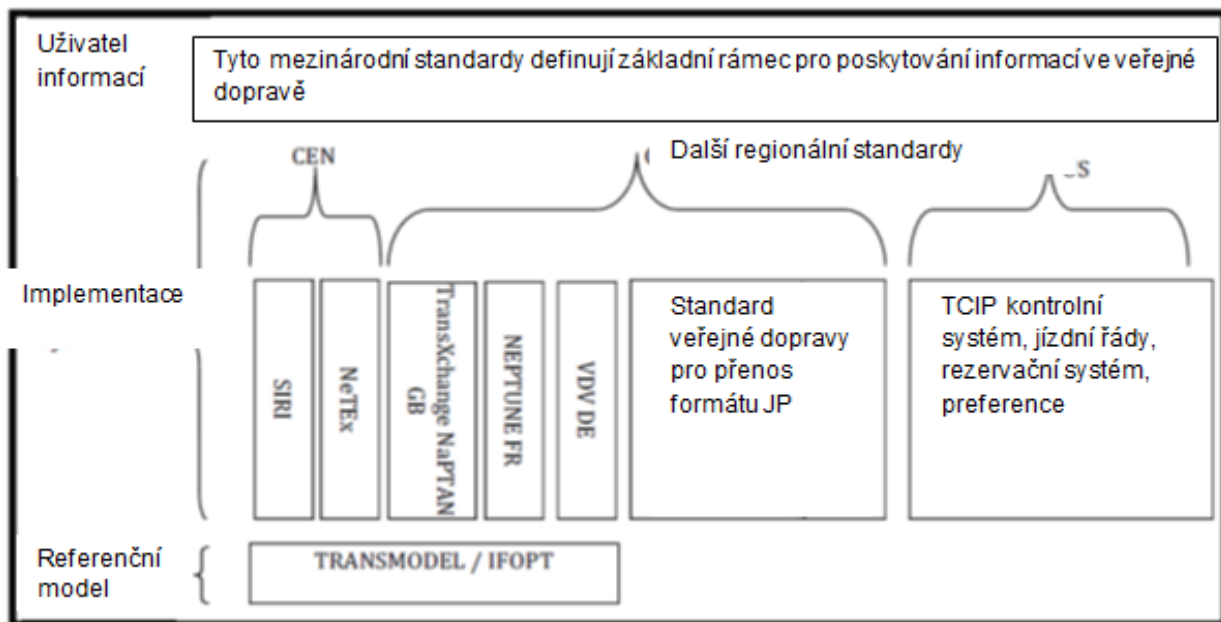 Uživatel
informací
Tyto mezinárodní standardy definují základní rámec pro poskytování informací ve veřejné
dopravě
CEN
Další regionální standardy
Implementace
SIRI
NeTEx
TransXchange NaPTAN
GB
NEPTUNE FR
VDV DE
Standard
veřejné dopravy
pro přenos
formátu JP
TCIP kontrolní
systém, jízdní řády,
rezervační systém,
preference
Referenční
model
TRANSMODEL / IFOPT